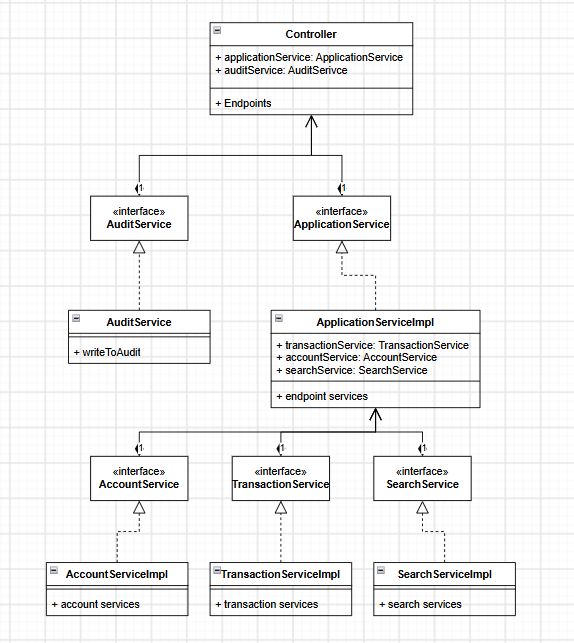 Controller
+ applicationService: ApplicationService
+ auditService: AuditSerivce
+ Endpoints
1
1
«interface»
AuditService
«interface»
ApplicationService
AuditService
+ writeToAudit
ApplicationServiceImpl
+ transactionService: TransactionService
+ accountService: AccountService
+ searchService: SearchService
+ endpoint services
1
1
1
«interface»
AccountService
«interface»
TransactionService
«interface»
SearchService
AccountServiceImpl
+ account services
TransactionServiceImpl
+ transaction services
SearchServiceImpl
+ search services